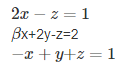 2x − z = 1
βx+2y-z=2
−x + y+z = 1